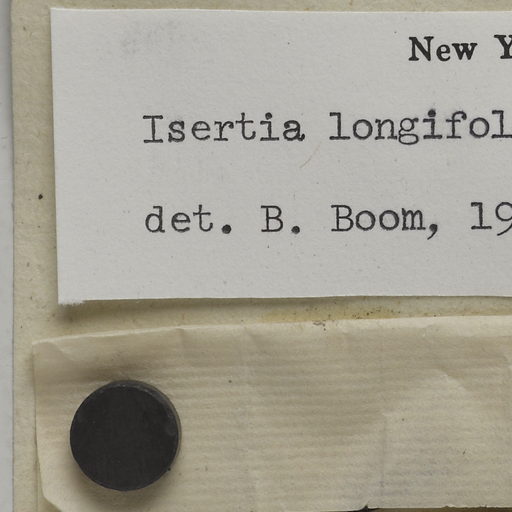 New Y
Isertia longifol
det. B. Boom, 19